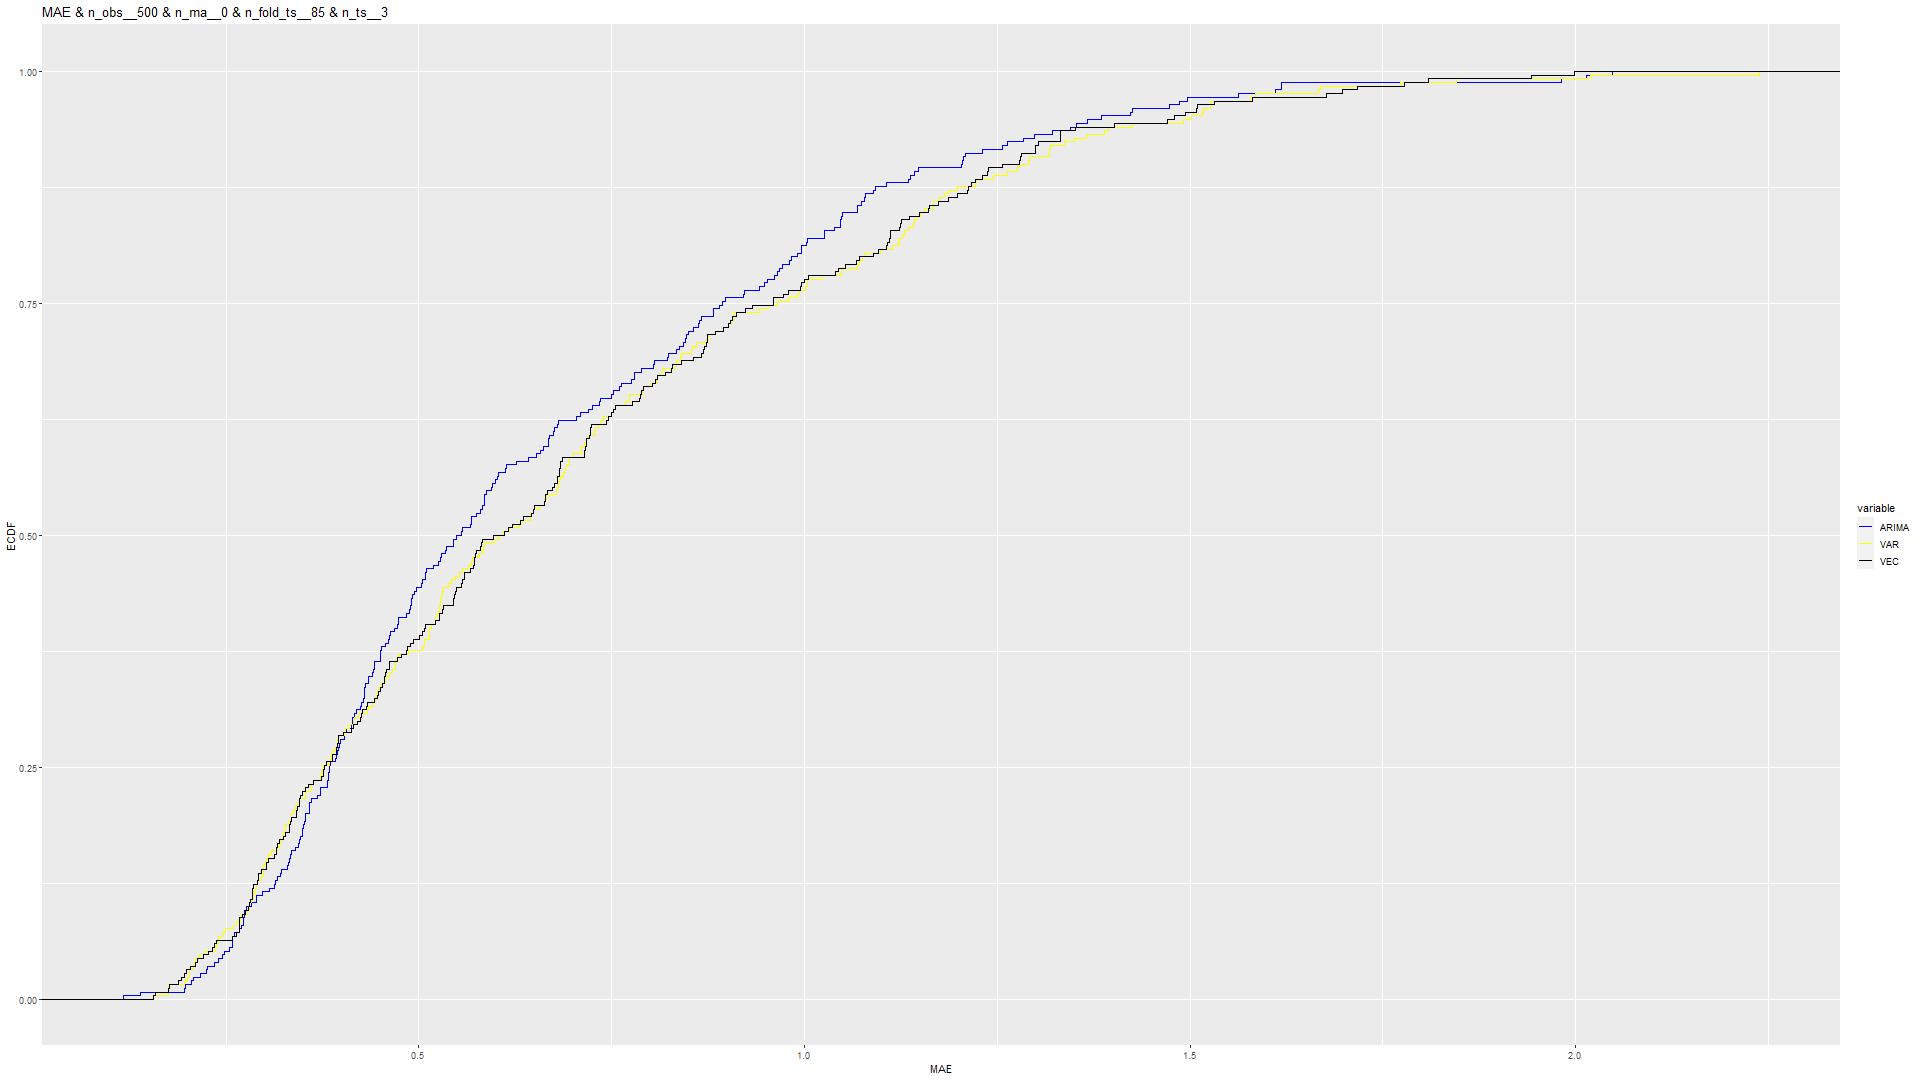 MAE & n_obs__500 & n_ma__0 & n_fold_ts__85 & n_ts__3
1.00
0.75
0.50
0.25
0.00
ECDF
0.5
1.0
1.5
2.0
MAE
variable
ARIMA
VAR
VEC